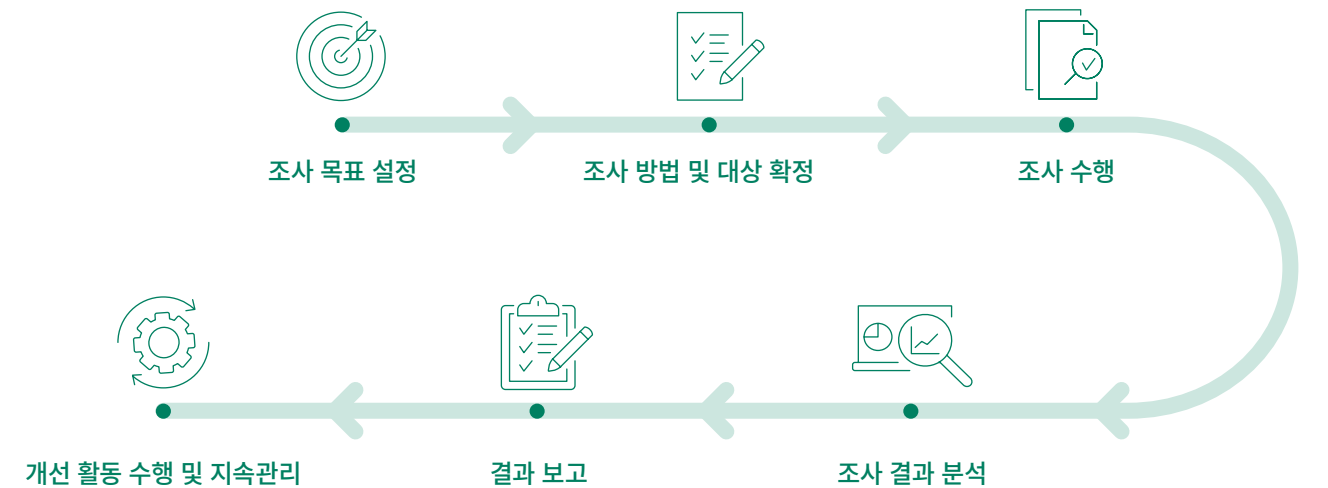 조사 목표 설정
조사 방법 및 대상 확정
조사 수행
조사 결과 분석
결과 보고
개선 활동 수행 및 지속관리